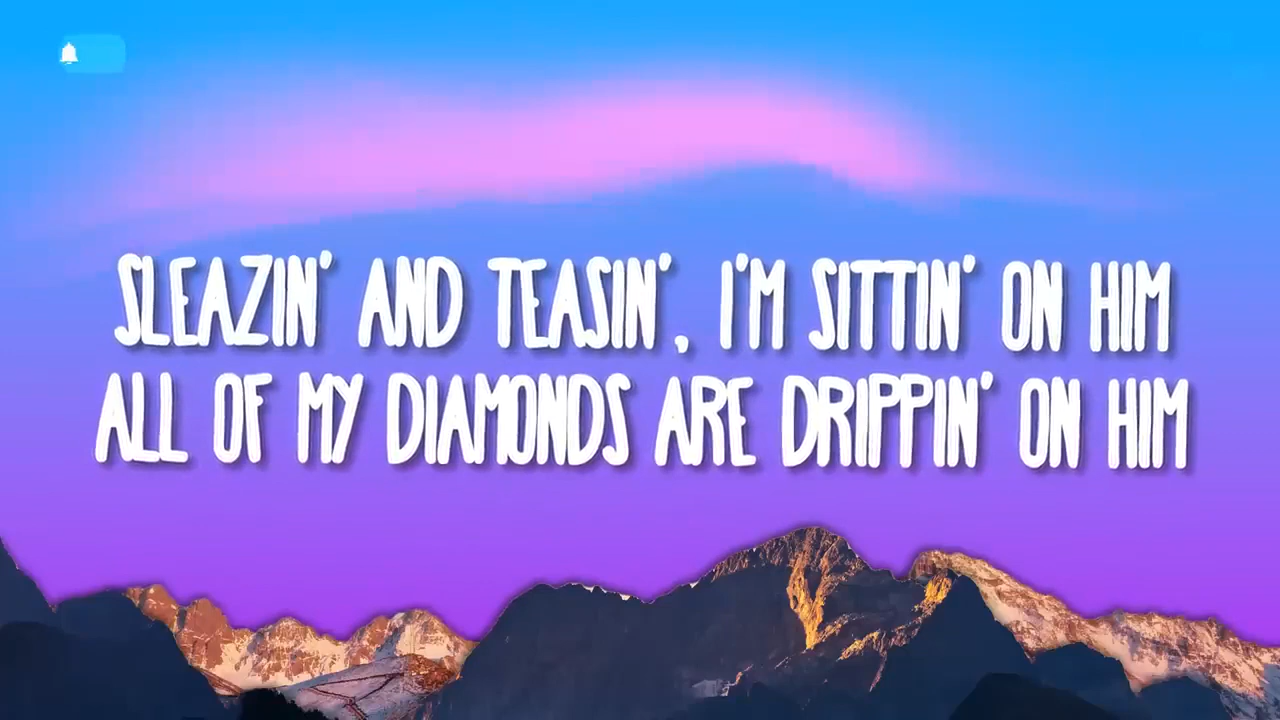 SLEAZIN' AND TEASIN', I'M SITTIN' ON HIM
ALL OF MY DIAMONDS ARE DRIPPIN' ON HIM